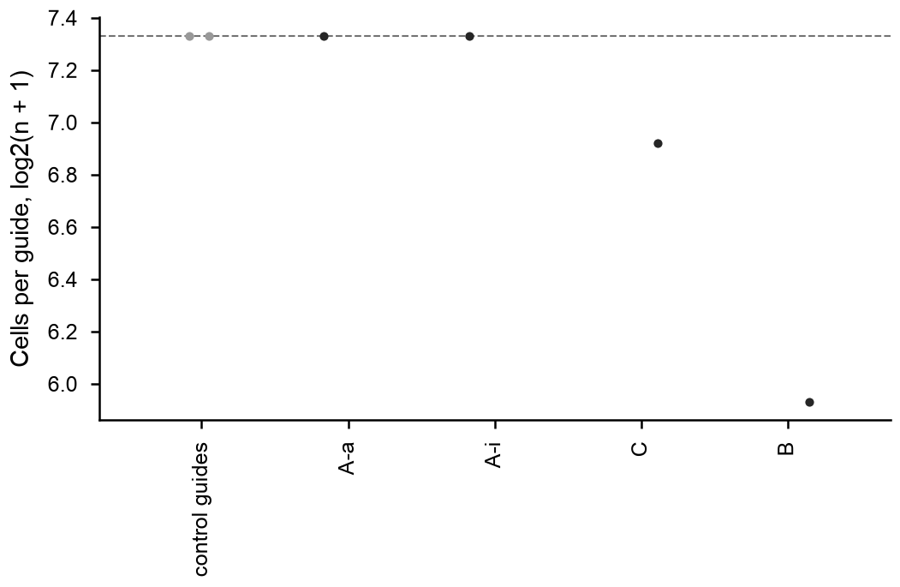 Cells per guide, log2(n + 1)
7.4
7.2
7.0
6.8
6.6
6.4
6.2
6.0
control guides
A-a
A-i
C
B